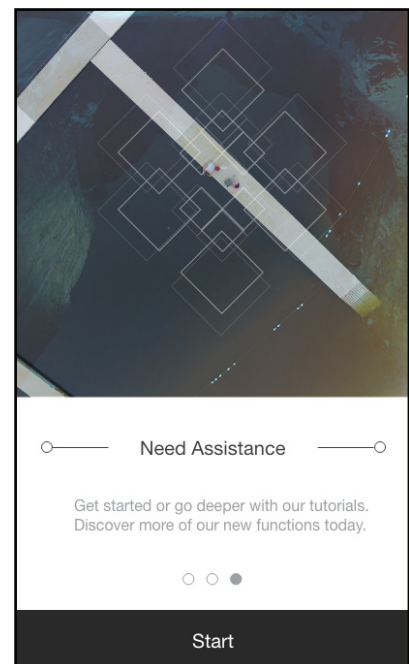 Need Assistance
Get started or go deeper with our tutorials.
Discover more of our new functions today.
Start